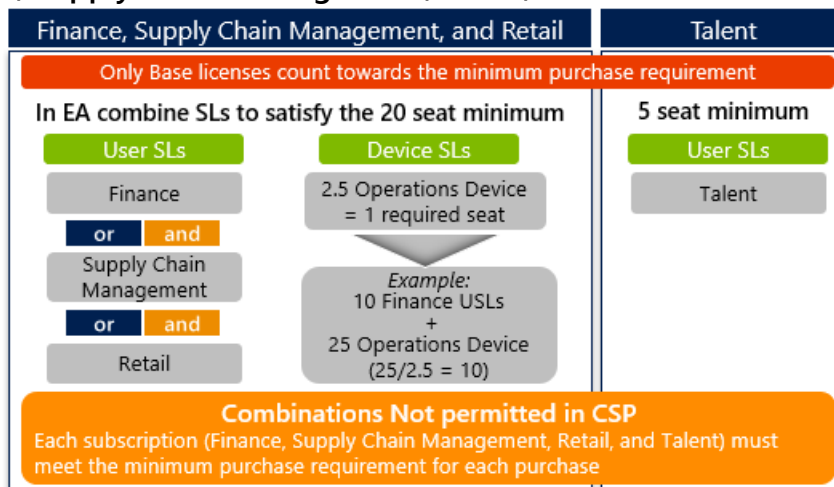 Finance, Supply Chain Management, and Retail
Talent
Only Base licenses count towards the minimum purchase requirement
In EA combine SLs to satisfy the 20 seat minimum
User SLs
Finance
or and
Supply Chain
Management
or and
Retail
Device SLs
2.5 Operations Device
= 1 required seat
Example:
10 Finance USLs
+
25 Operations Device
(25/2.5 = 10)
5 seat minimum
User SLs
Talent
Combinations Not permitted in CSP
Each subscription (Finance, Supply Chain Management, Retail, and Talent) must
meet the minimum purchase requirement for each purchase